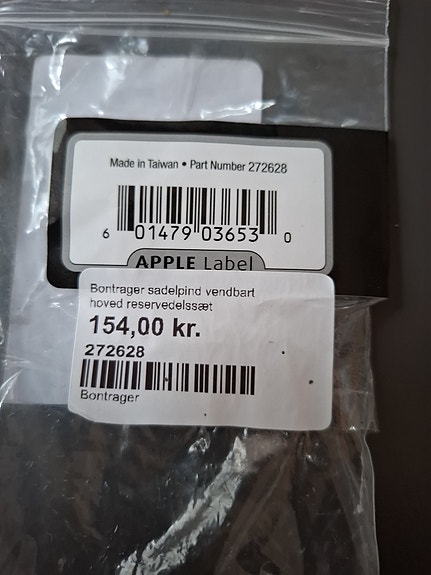 Made in Taiwan • Part Number 272628
6 01479 03653 0
APPLE Label
Bontrager sadelpind vendbart
hoved reservedelssæt
154,00 kr.
272628
Bontrager